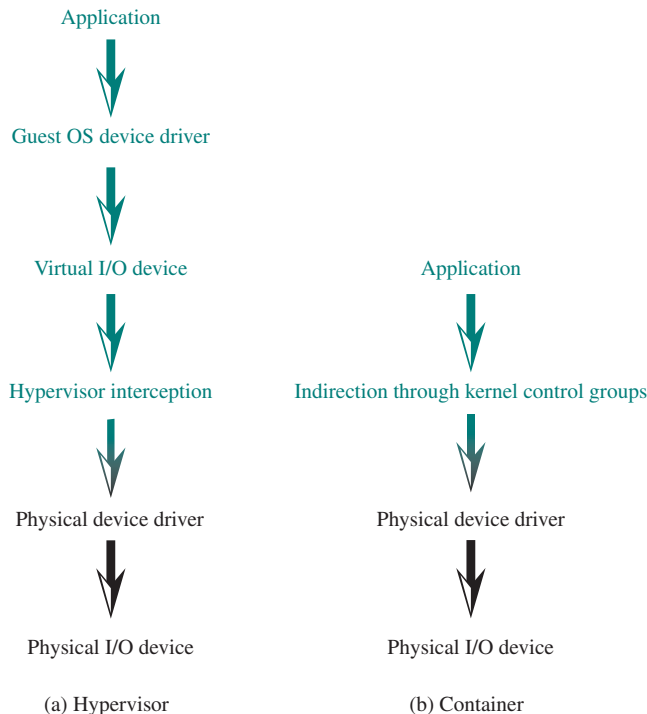 Application
Guest OS device driver
Virtual I/O device
Hypervisor interception
Physical device driver
Physical I/O device
(a) Hypervisor
Application
Indirection through kernel control groups
Physical device driver
Physical I/O device
(b) Container